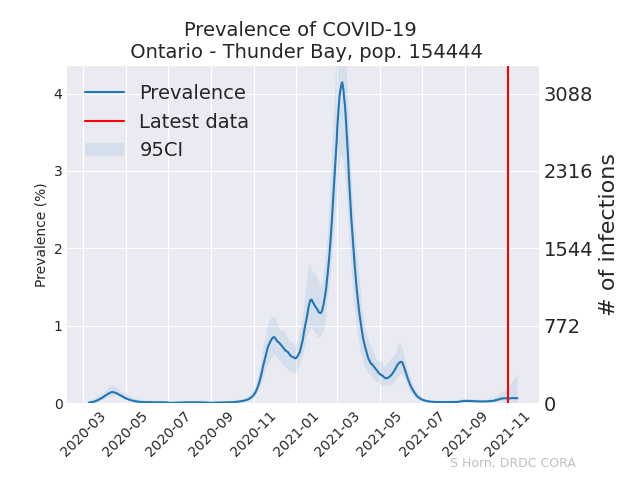 Prevalence of COVID-19
Ontario - Thunder Bay, pop. 154444
Prevalence
Latest data
95CI
Prevalence (%)
4
3
2
1
0
# of infections
3088
2316
1544
772
0
2020-03
2020-05
2020-07
2020-09
2020-11
2021-01
2021-03
2021-05
2021-07
2021-09
2021-11
S Horn, DRDC CORA